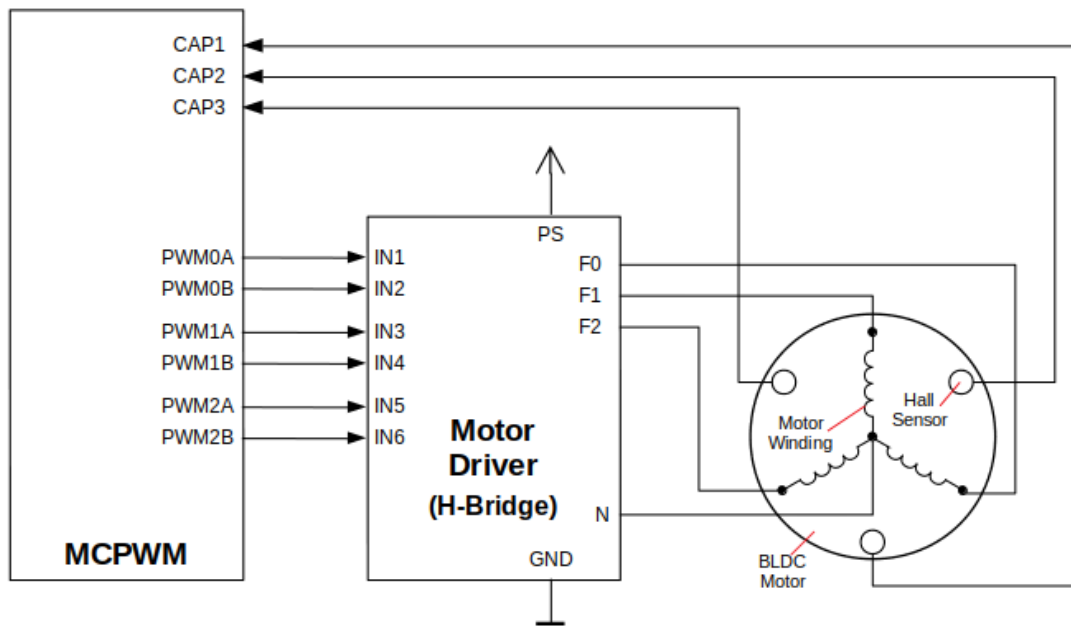 CAP1
CAP2
CAP3
PWM0A
PWM0B
PWM1A
PWM1B
PWM2A
PWM2B
MCPWM
PS
IN1
IN2
IN3
IN4
IN5
IN6
F0
F1
F2
Motor
Driver
(H-Bridge)
N
GND
Motor
Winding
Hall
Sensor
BLDC
Motor